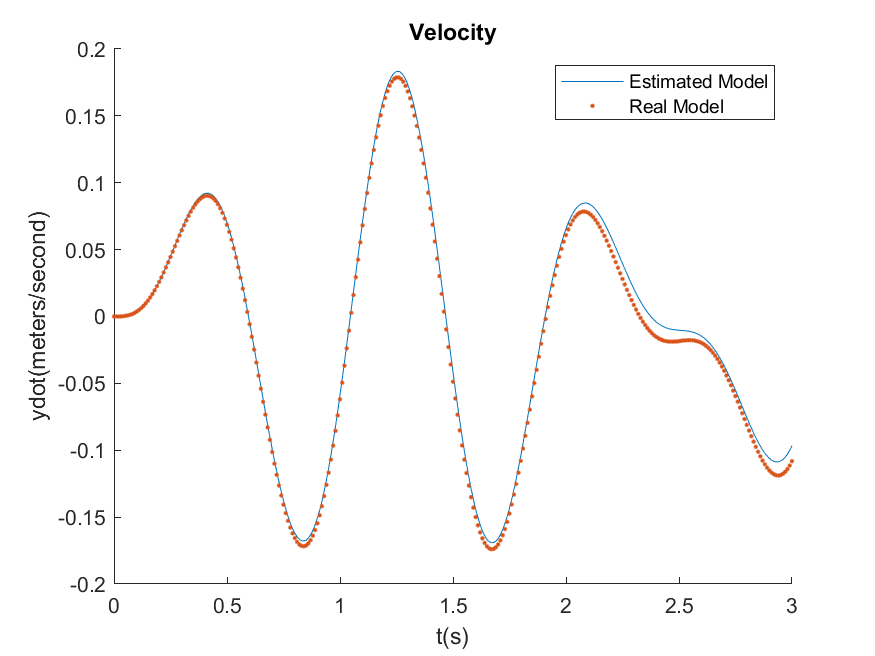 Velocity
Estimated Model
Real Model
0.2
0.15
0.1
0.05
0
-0.05
-0.1
-0.15
-0.2
ydot(meters/second)
0 0.5 1 1.5 2 2.5 3
t(s)